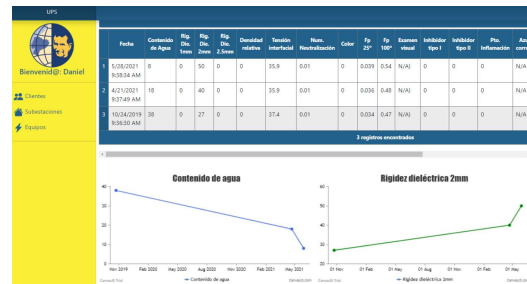 UPS
Bienvenid@: Daniel
Clientes
Subestaciones
Equipos
Fecha Contenido de Agua Rig. Die. 1mm Rig. Die. 2mm Rig. Die. 2.5mm Densidad relativa Tensión interfacial Num. Neutralización Color Fp 25° Fp 100° Examen visual Inhibidor tipo I Inhibidor tipo II Pto. Inflamación
1 5/28/2021 9:38:34 AM 8 0 50 0 0 35.9 0.01 0 0.039 0.54 N/A) 0 0 0 N/A
2 4/21/2021 9:37:49 AM 18 0 40 0 0 35.9 0.01 0 0.036 0.48 N/A) 0 0 0 N/A
3 10/24/2019 9:36:30 AM 38 0 27 0 0 37.4 0.01 0 0.034 0.47 N/A) 0 0 0 N/A
3 registros encontrados
Contenido de agua
40
30
20
10
0
Nov 2019 Feb 2020 May 2020 Aug 2020 Nov 2020 Feb 2021 May 2021
Contenido de agua
CanvasJS Trial
CanvasJS.com
Rigidez dieléctrica 2mm
60
50
40
30
20
01 Nov 01 Feb 01 May 01 Aug 01 Nov 01 Feb 01 May
Rigidez dieléctrica 2mm
CanvasJS Trial